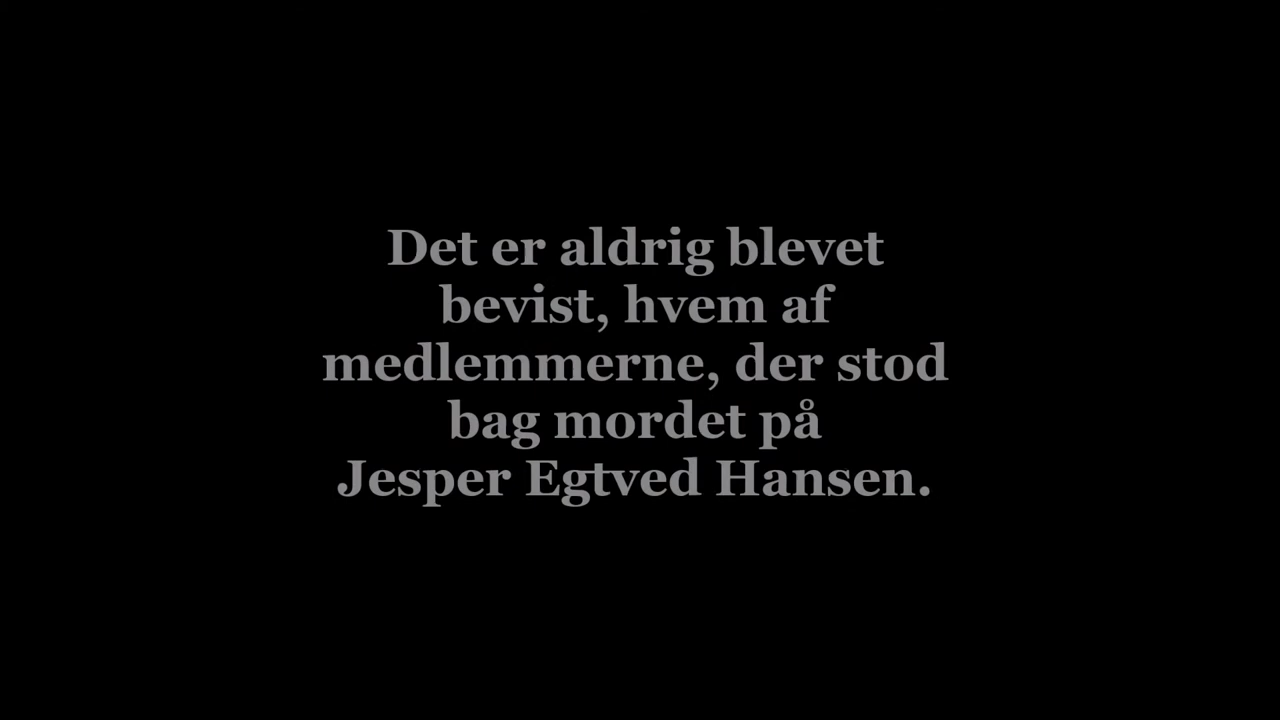 Det er aldrig blevet
bevist, hvem af
medlemmerne, der stod
bag mordet på
Jesper Egtved Hansen.